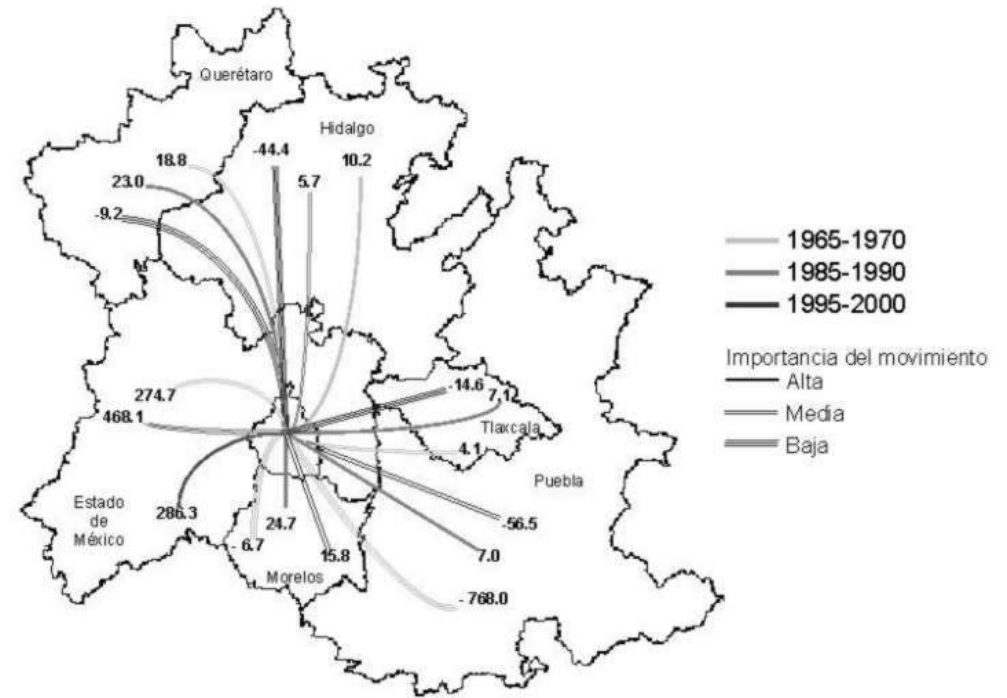 Querétaro
Hidalgo
18.8
-44.4
10.2
23.0
5.7
-9.2
1965-1970
1985-1990
1995-2000
Importancia del movimiento
Alta
Media
Baja
274.7
468.1
-14.6
7.1
Tlaxcala
4.1
Puebla
Estado
de
México
286.3
24.7
-56.5
- 6.7
15.8
7.0
Morelos
- 768.0